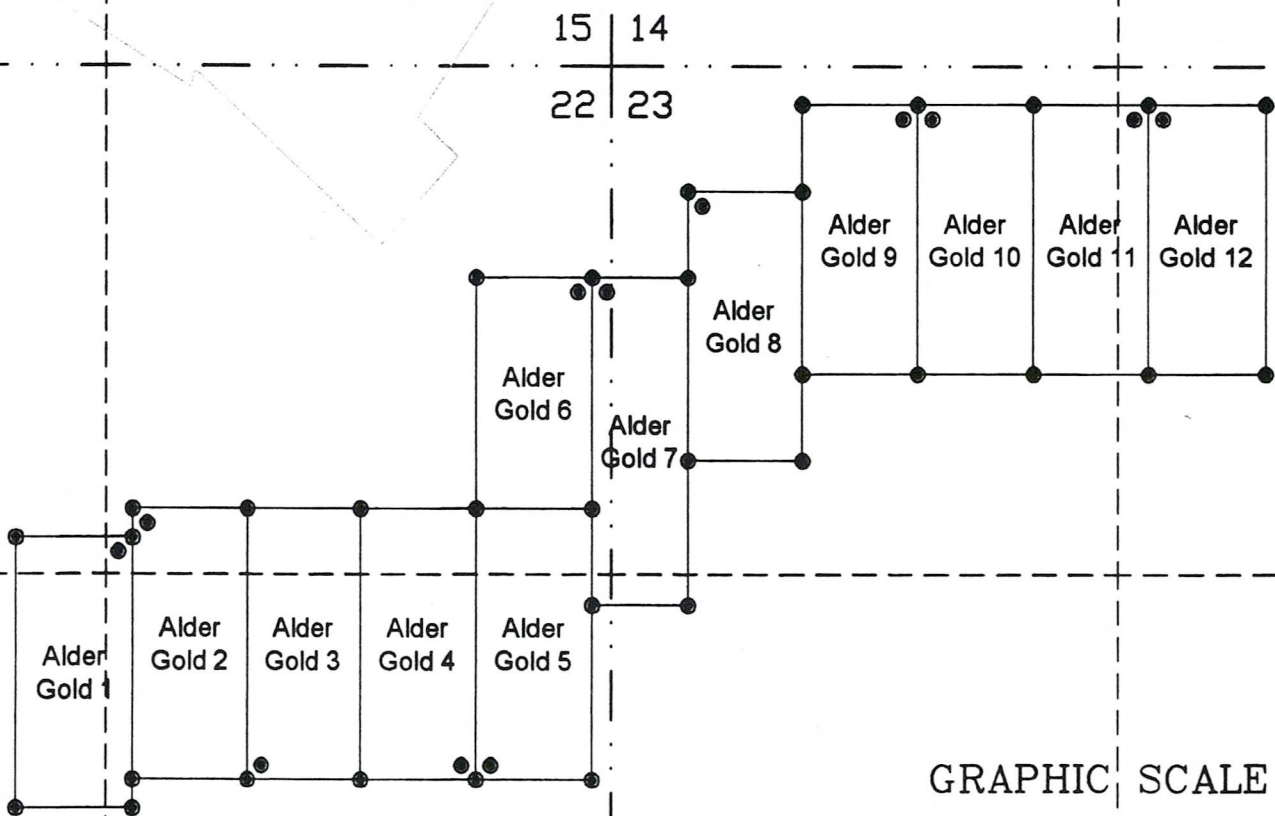 15 14
22 23
Alder
Gold 9
Alder
Gold 10
Alder
Gold 11
Alder
Gold 12
Alder
Gold 8
Alder
Gold 6
Alder
Gold 7
Alder
Gold 1
Alder
Gold 2
Alder
Gold 3
Alder
Gold 4
Alder
Gold 5
GRAPHIC SCALE